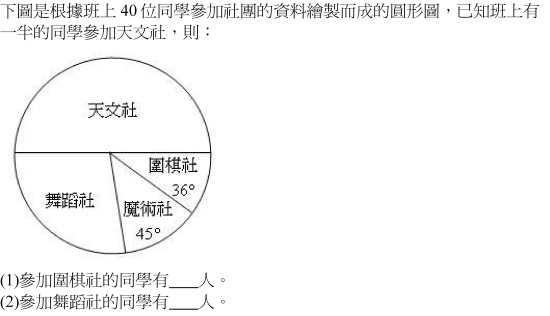 下圖是根據班上 40 位同學參加社團的資料繪製而成的圓形圖，已知班上有
一半的同學參加天文社，則：
天文社
圍棋社
36°
舞蹈社
魔術社
45°
(1)參加圍棋社的同學有____人。
(2)參加舞蹈社的同學有____人。